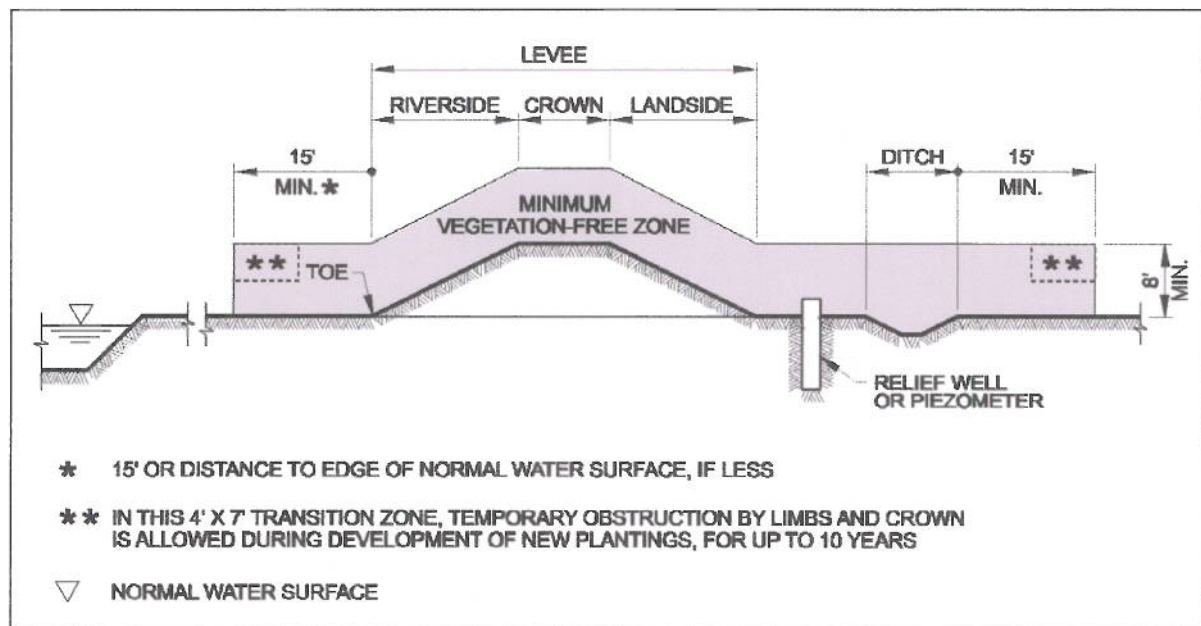 LEVEE
RIVERSIDE CROWN LANDSIDE
15'
MIN. *
DITCH
15'
MIN.
MINIMUM
VEGETATION-FREE ZONE
* *
TOE
* *
8'
MIN.
RELIEF WELL
OR PIEZOMETER
* 15' OR DISTANCE TO EDGE OF NORMAL WATER SURFACE, IF LESS
* * IN THIS 4' X 7' TRANSITION ZONE, TEMPORARY OBSTRUCTION BY LIMBS AND CROWN
IS ALLOWED DURING DEVELOPMENT OF NEW PLANTINGS, FOR UP TO 10 YEARS
▽ NORMAL WATER SURFACE